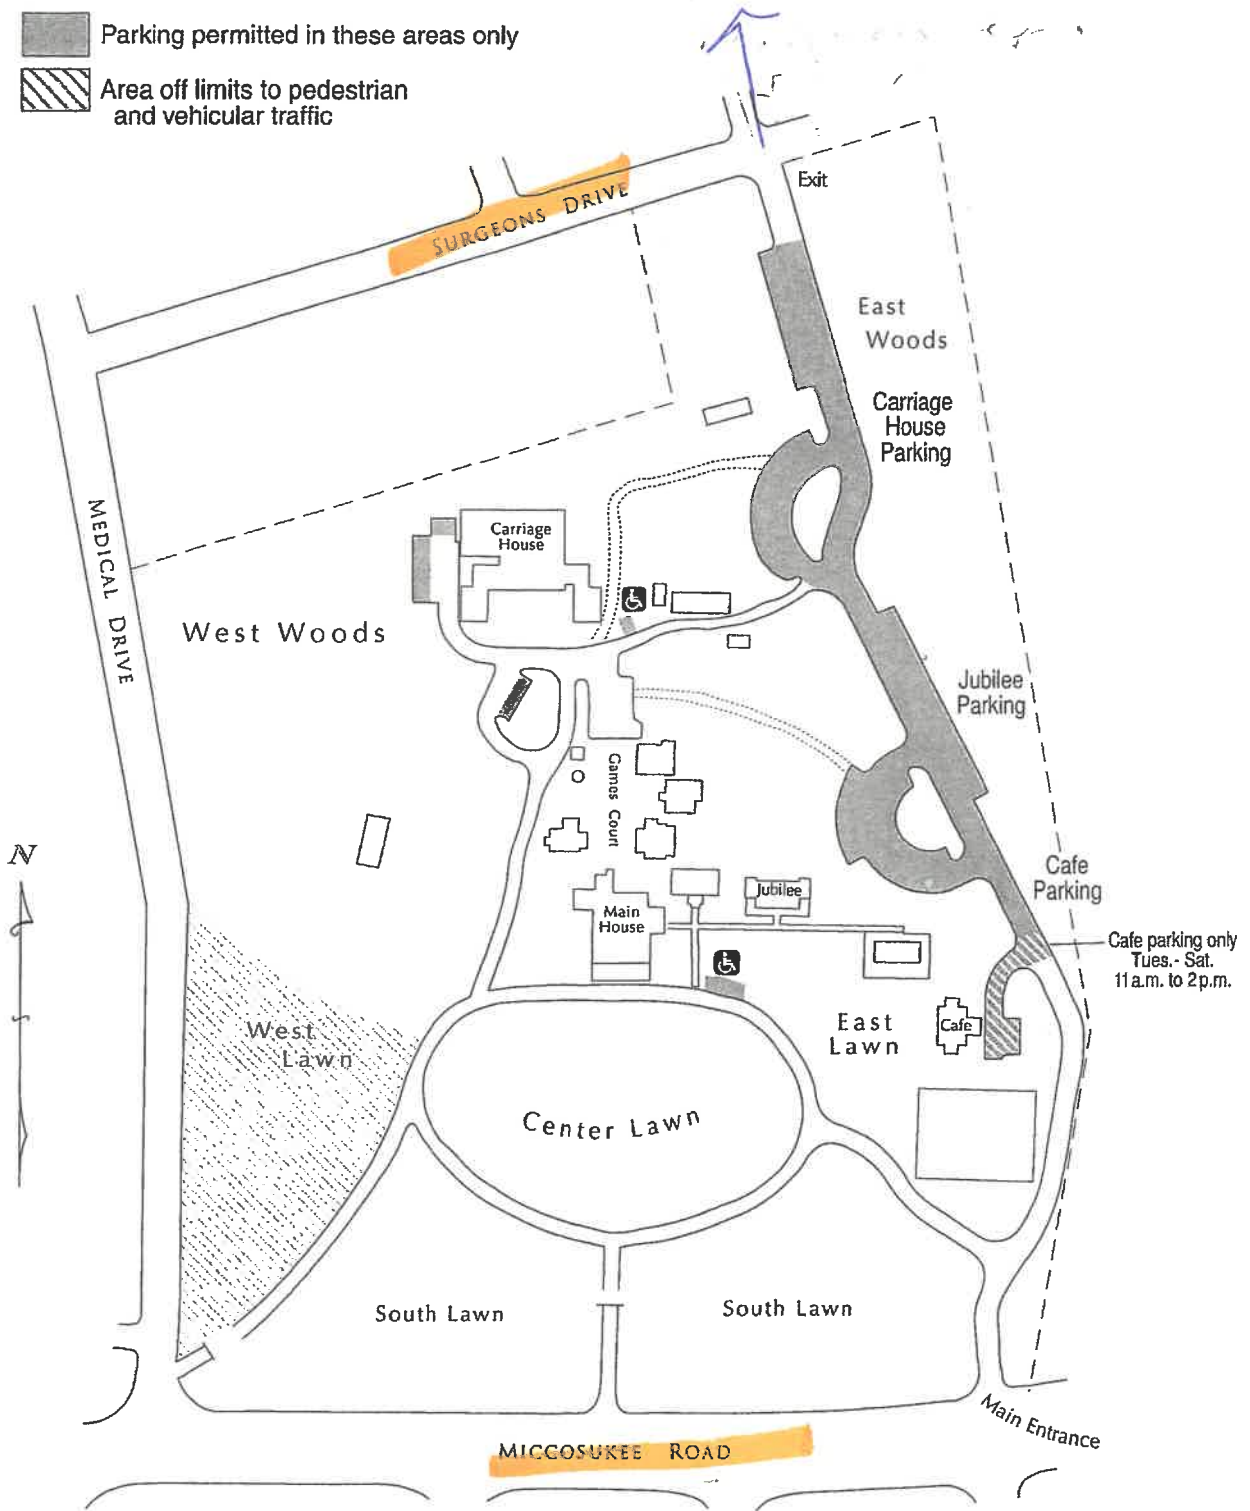 Parking permitted in these areas only
Area off limits to pedestrian
and vehicular traffic
Exit
SURGEONS DRIVE
East
Woods
Carriage
House
Parking
MEDICAL DRIVE
Carriage
House
West Woods
Jubilee
Parking
Games Court
N
Cafe
Parking
Jubilee
Main
House
Cafe parking only
Tues.- Sat.
11a.m. to 2p.m.
West
Lawn
East
Lawn
Cafe
Center Lawn
South Lawn
South Lawn
Main Entrance
MICCOSUKEE ROAD